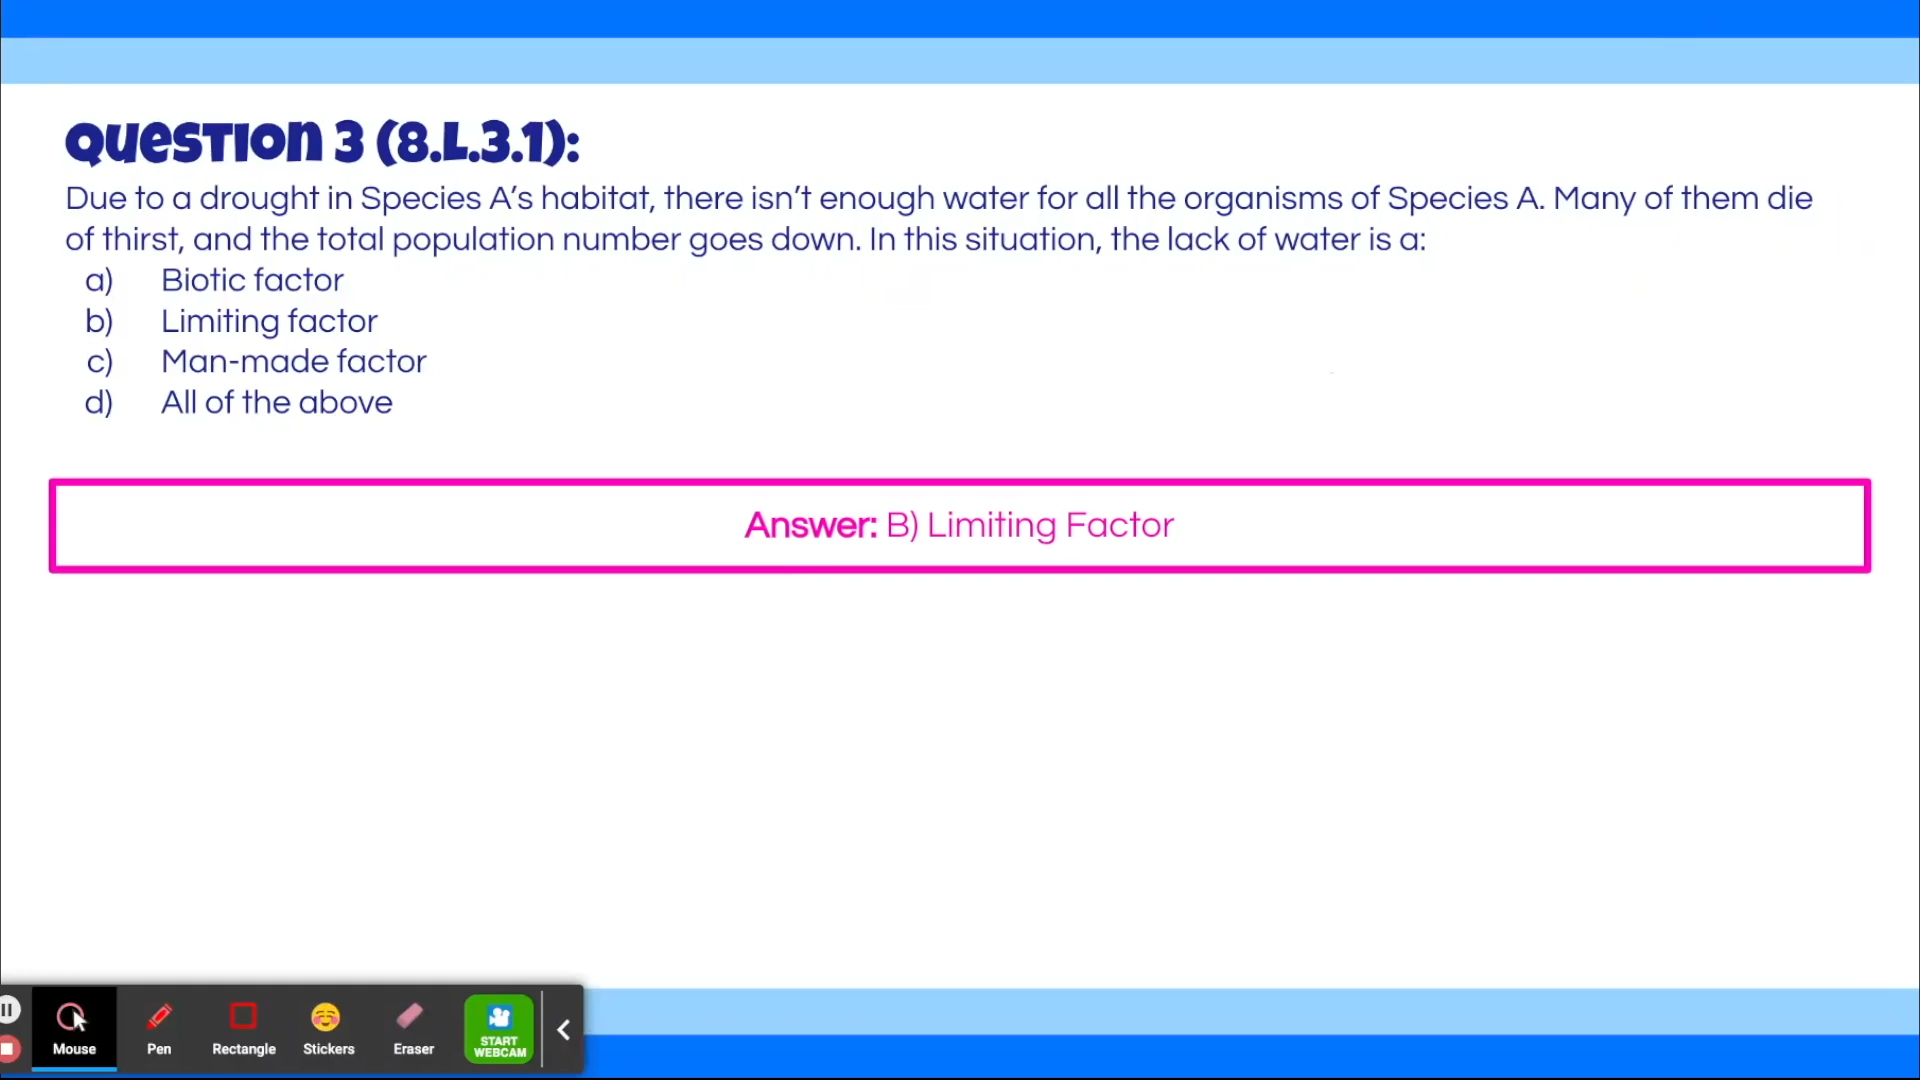 Question 3 (8.L.3.1):
Due to a drought in Species A’s habitat, there isn’t enough water for all the organisms of Species A. Many of them die
of thirst, and the total population number goes down. In this situation, the lack of water is a:
a) Biotic factor
b) Limiting factor
c) Man-made factor
d) All of the above
Answer: B) Limiting Factor
Mouse Pen Rectangle Stickers Eraser START
WEBCAM